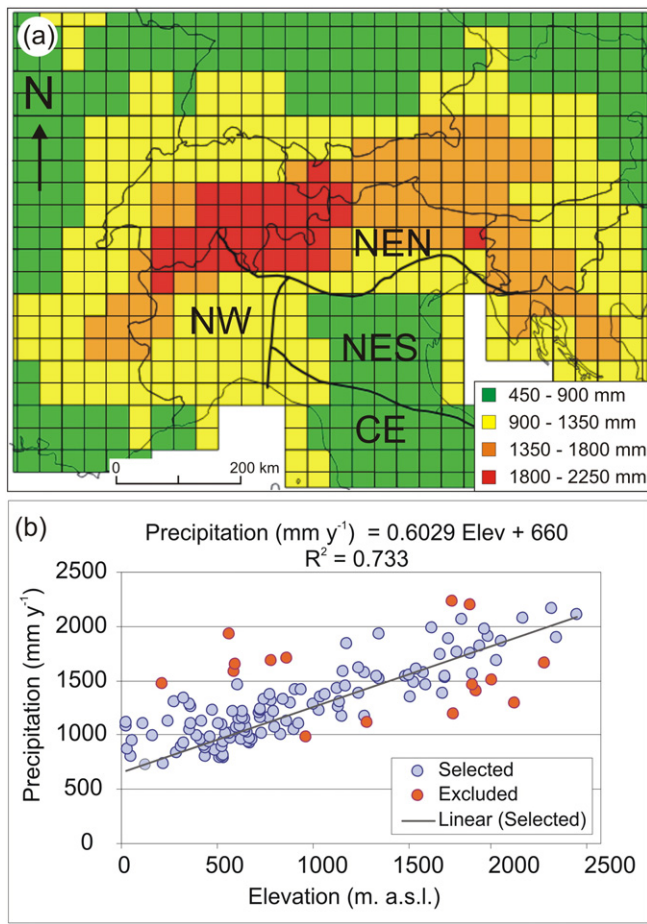 (a)
N
NEN
NW
NES
CE
0 200 km
450 - 900 mm
900 - 1350 mm
1350 - 1800 mm
1800 - 2250 mm
(b)
Precipitation (mm y⁻¹) = 0.6029 Elev + 660
R² = 0.733
Precipitation (mm y⁻¹)
2500
2000
1500
1000
500
0
Selected
Excluded
Linear (Selected)
0 500 1000 1500 2000 2500
Elevation (m. a.s.l.)